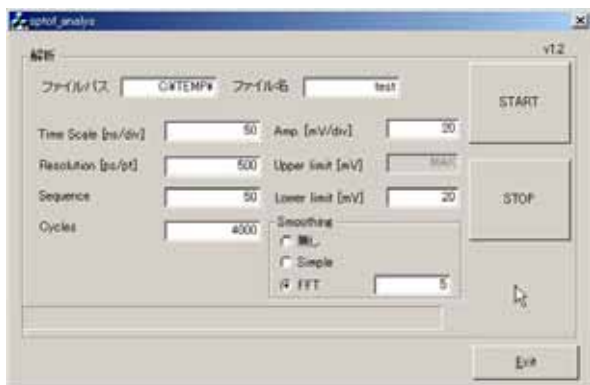 sptof_analys
解析
v1.2
ファイルパス C:¥TEMP¥ ファイル名 test
START
Time Scale [ns/div] 50 Amp. [mV/div] 20
Resolution [ps/pt] 500 Upper limit [mV] MAX
Sequence 50 Lower limit [mV] 20
STOP
Cycles 4000
Smoothing
無し
Simple
FFT 5
Exit